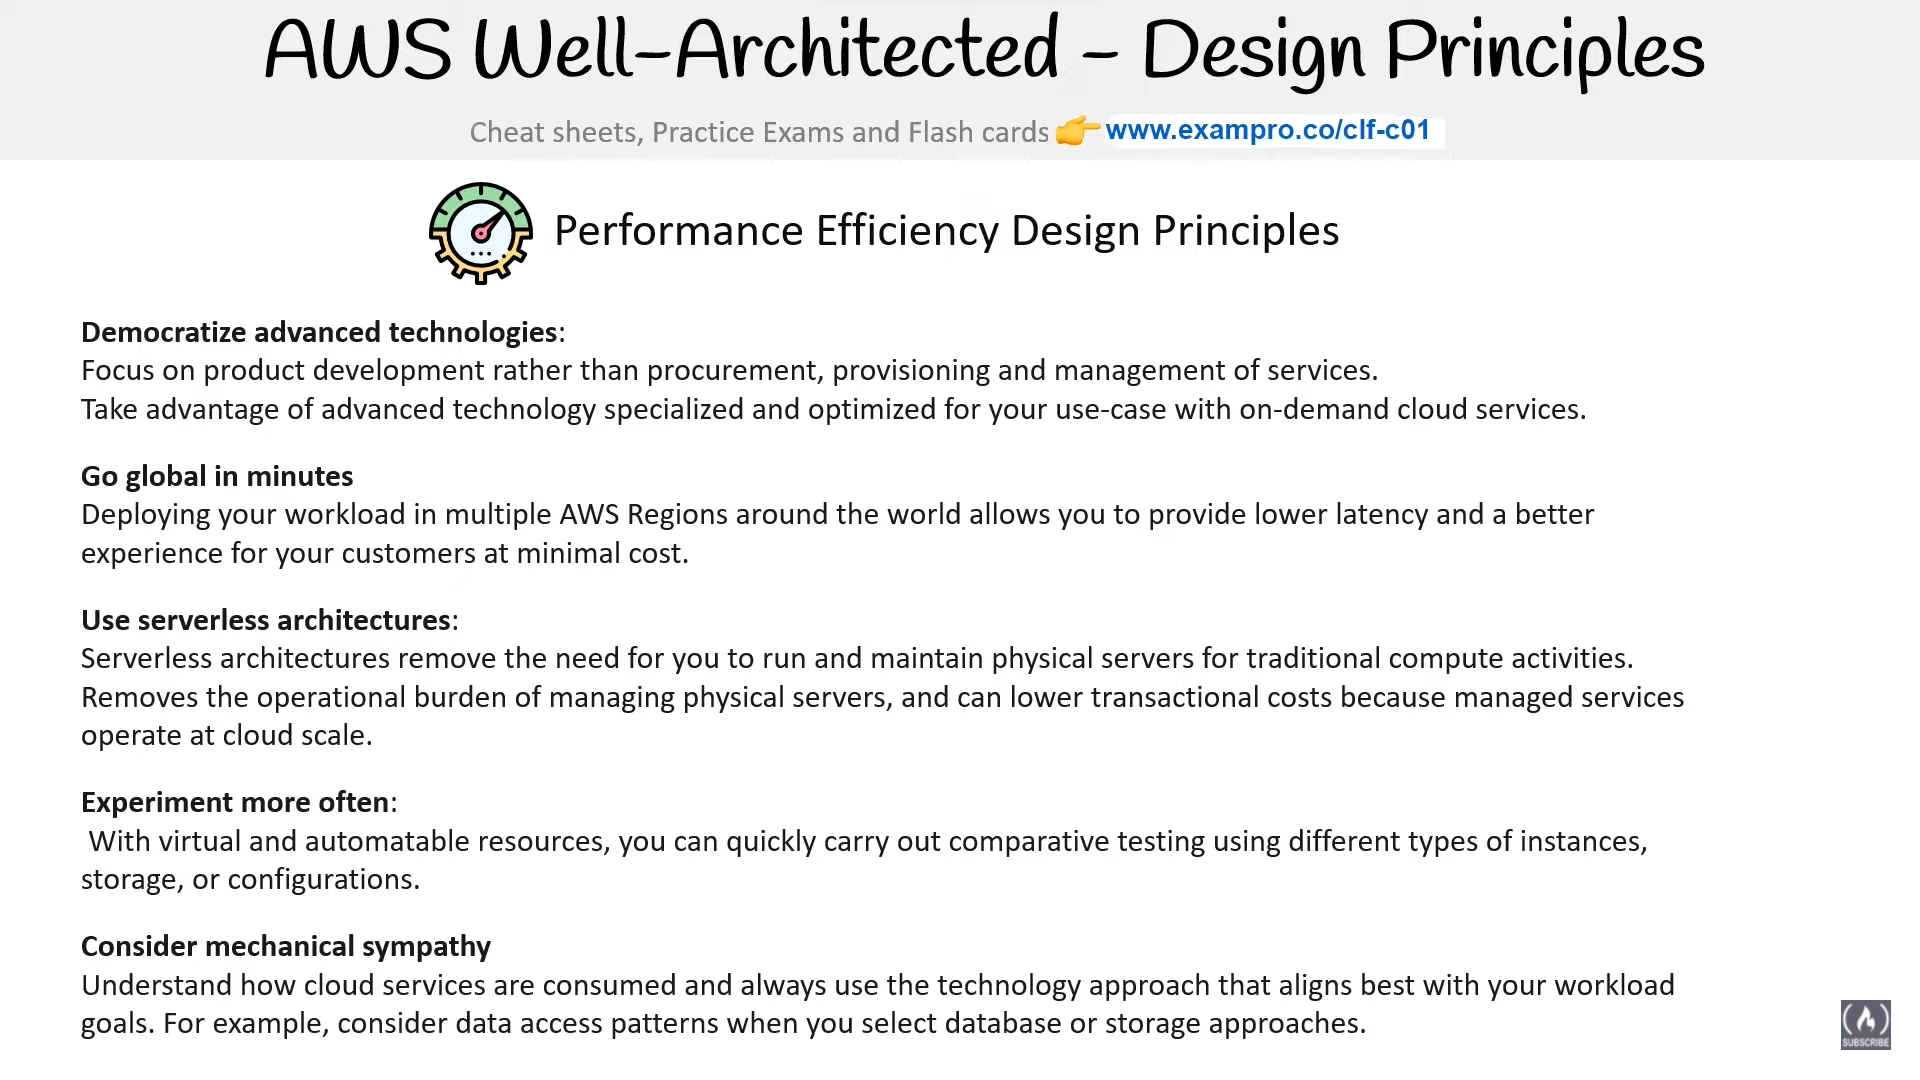 AWS Well-Architected - Design Principles
Cheat sheets, Practice Exams and Flash cards 👉 www.exampro.co/clf-c01
Performance Efficiency Design Principles
Democratize advanced technologies:
Focus on product development rather than procurement, provisioning and management of services.
Take advantage of advanced technology specialized and optimized for your use-case with on-demand cloud services.
Go global in minutes
Deploying your workload in multiple AWS Regions around the world allows you to provide lower latency and a better
experience for your customers at minimal cost.
Use serverless architectures:
Serverless architectures remove the need for you to run and maintain physical servers for traditional compute activities.
Removes the operational burden of managing physical servers, and can lower transactional costs because managed services
operate at cloud scale.
Experiment more often:
With virtual and automatable resources, you can quickly carry out comparative testing using different types of instances,
storage, or configurations.
Consider mechanical sympathy
Understand how cloud services are consumed and always use the technology approach that aligns best with your workload
goals. For example, consider data access patterns when you select database or storage approaches.
SUBSCRIBE